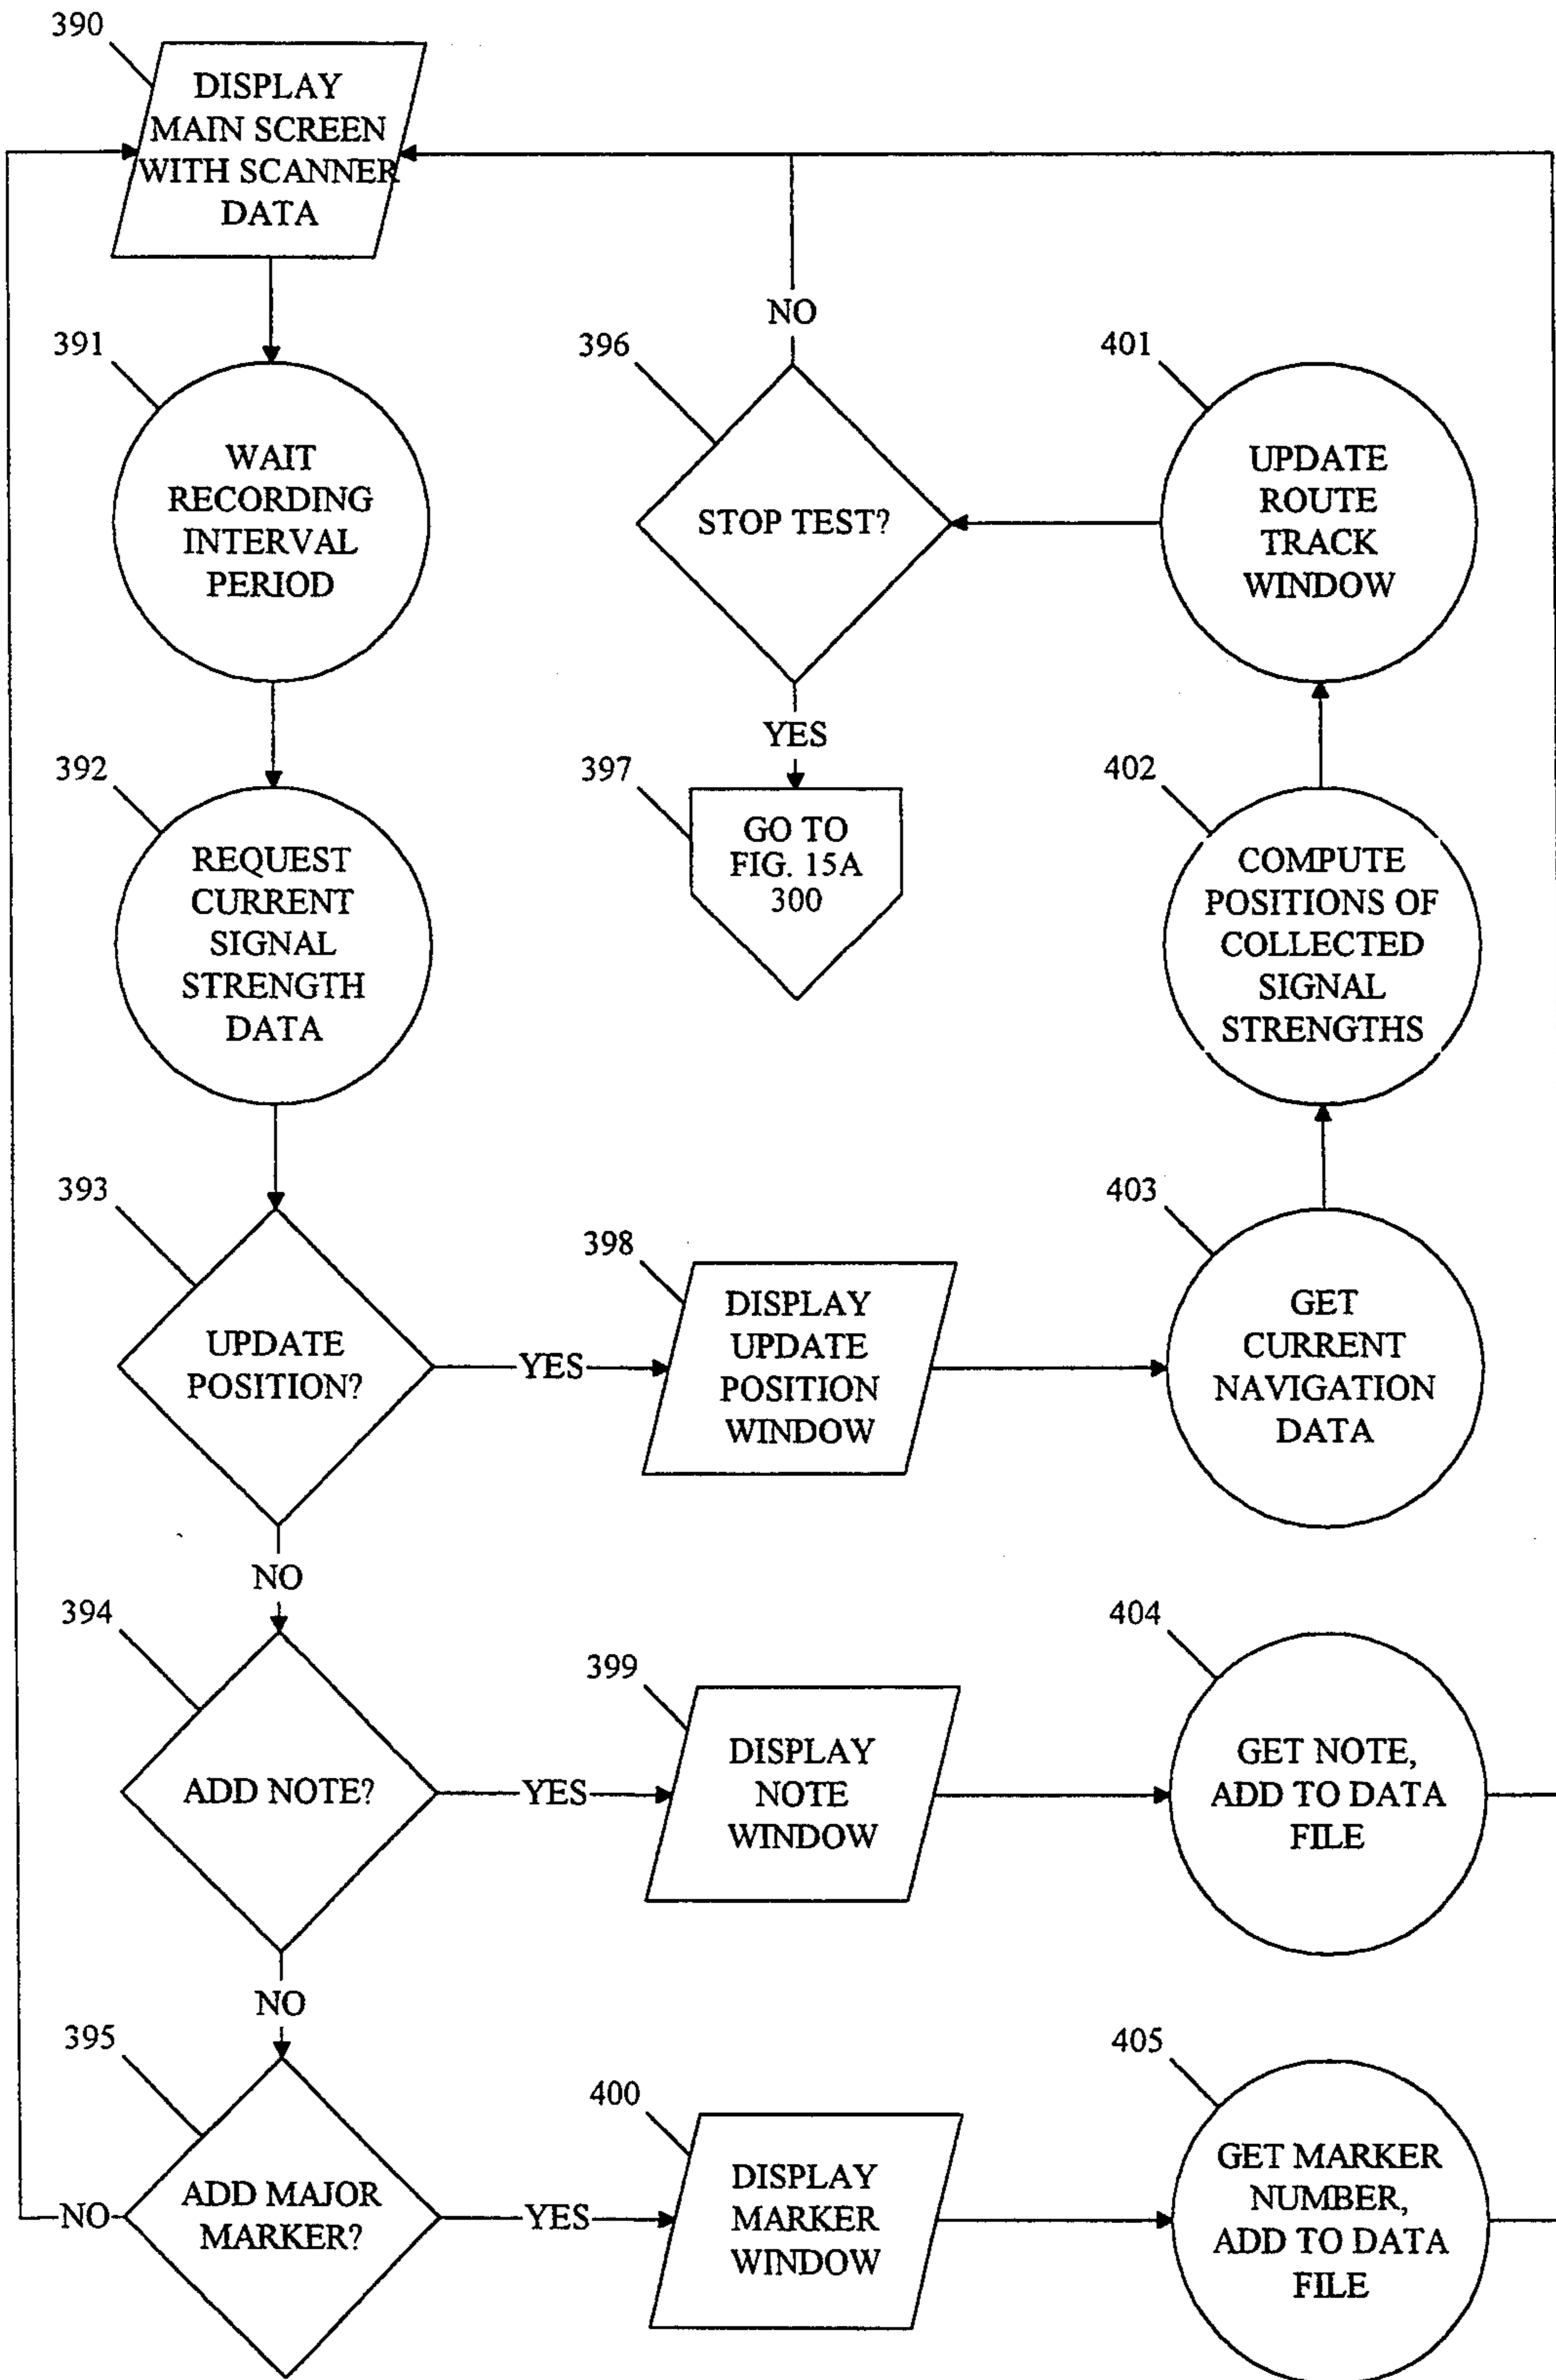 390
DISPLAY
MAIN SCREEN
WITH SCANNER
DATA
391
WAIT
RECORDING
INTERVAL
PERIOD
392
REQUEST
CURRENT
SIGNAL
STRENGTH
DATA
393
UPDATE
POSITION?
YES
NO
394
ADD NOTE?
YES
NO
395
ADD MAJOR
MARKER?
NO
YES
396
STOP TEST?
NO
YES
397
GO TO
FIG. 15A
300
398
DISPLAY
UPDATE
POSITION
WINDOW
399
DISPLAY
NOTE
WINDOW
400
DISPLAY
MARKER
WINDOW
401
UPDATE
ROUTE
TRACK
WINDOW
402
COMPUTE
POSITIONS OF
COLLECTED
SIGNAL
STRENGTHS
403
GET
CURRENT
NAVIGATION
DATA
404
GET NOTE,
ADD TO DATA
FILE
405
GET MARKER
NUMBER,
ADD TO DATA
FILE